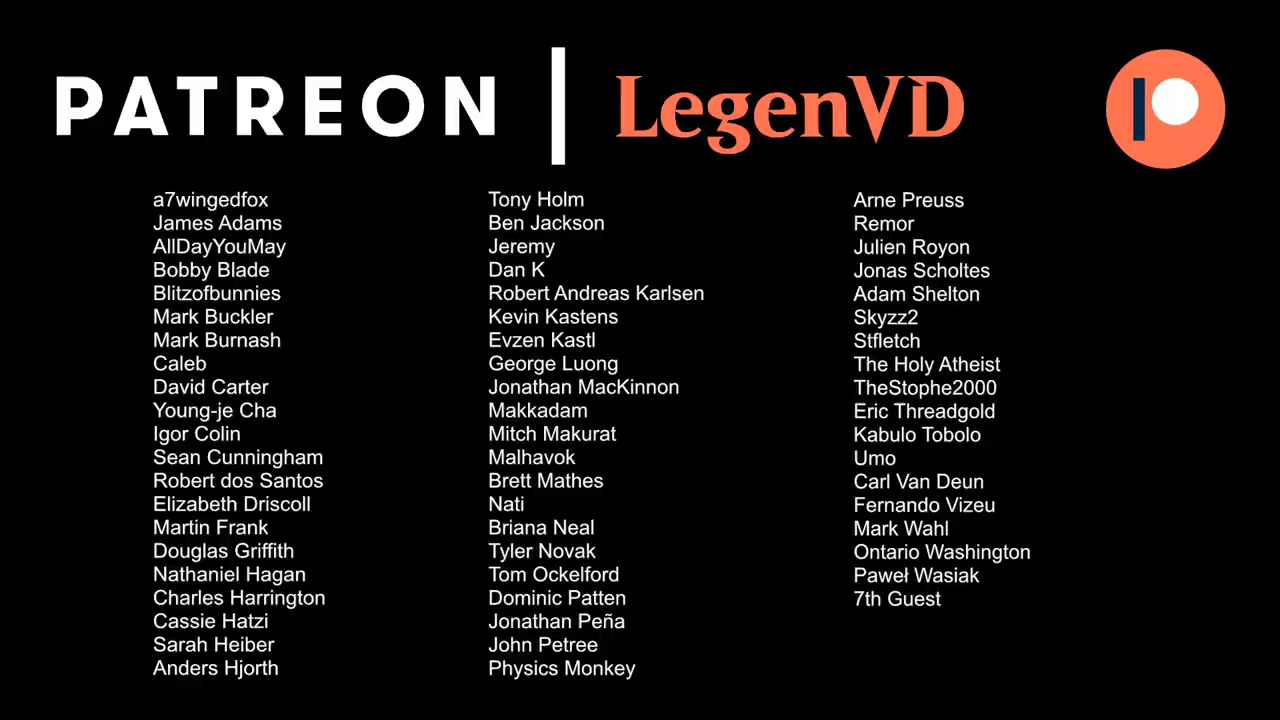 PATREON | LegenVD
a7wingedfox
James Adams
AllDayYouMay
Bobby Blade
Blitzofbunnies
Mark Buckler
Mark Burnash
Caleb
David Carter
Young-je Cha
Igor Colin
Sean Cunningham
Robert dos Santos
Elizabeth Driscoll
Martin Frank
Douglas Griffith
Nathaniel Hagan
Charles Harrington
Cassie Hatzi
Sarah Heiber
Anders Hjorth
Tony Holm
Ben Jackson
Jeremy
Dan K
Robert Andreas Karlsen
Kevin Kastens
Evzen Kastl
George Luong
Jonathan MacKinnon
Makkadam
Mitch Makurat
Malhavok
Brett Mathes
Nati
Briana Neal
Tyler Novak
Tom Ockelford
Dominic Patten
Jonathan Peña
John Petree
Physics Monkey
Arne Preuss
Remor
Julien Royon
Jonas Scholtes
Adam Shelton
Skyzz2
Stfletch
The Holy Atheist
TheStophe2000
Eric Threadgold
Kabulo Tobolo
Umo
Carl Van Deun
Fernando Vizeu
Mark Wahl
Ontario Washington
Paweł Wasiak
7th Guest